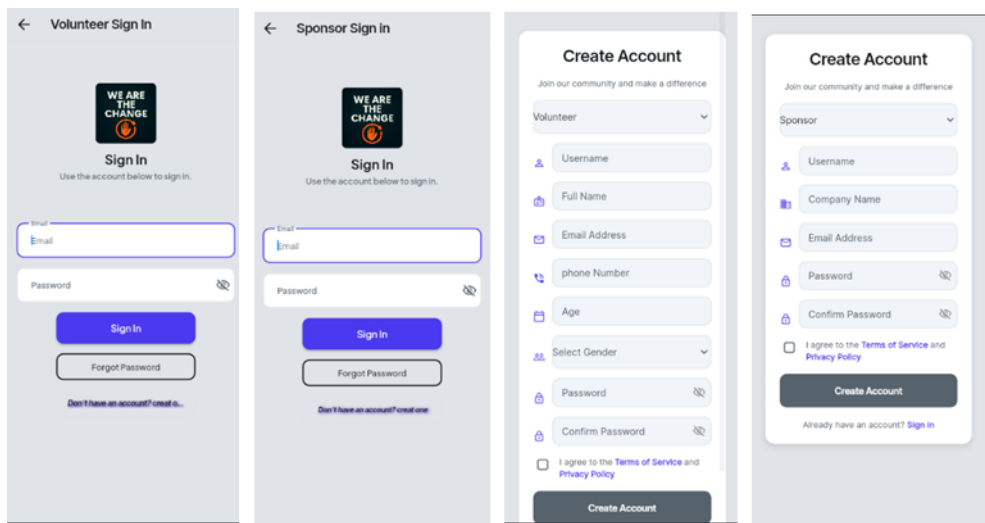 Volunteer Sign In
WE ARE
THE
CHANGE
Sign In
Use the account below to sign in.
Email
Email
Password
Sign In
Forgot Password
Don't have an account? creat o...
Sponsor Sign in
WE ARE
THE
CHANGE
Sign In
Use the account below to sign in.
Email
Email
Password
Sign In
Forgot Password
Don't have an account? creat one
Create Account
Join our community and make a difference
Volunteer
Username
Full Name
Email Address
phone Number
Age
Select Gender
Password
Confirm Password
I agree to the Terms of Service and
Privacy Policy
Create Account
Create Account
Join our community and make a difference
Sponsor
Username
Company Name
Email Address
Password
Confirm Password
I agree to the Terms of Service and
Privacy Policy
Create Account
Already have an account? Sign in